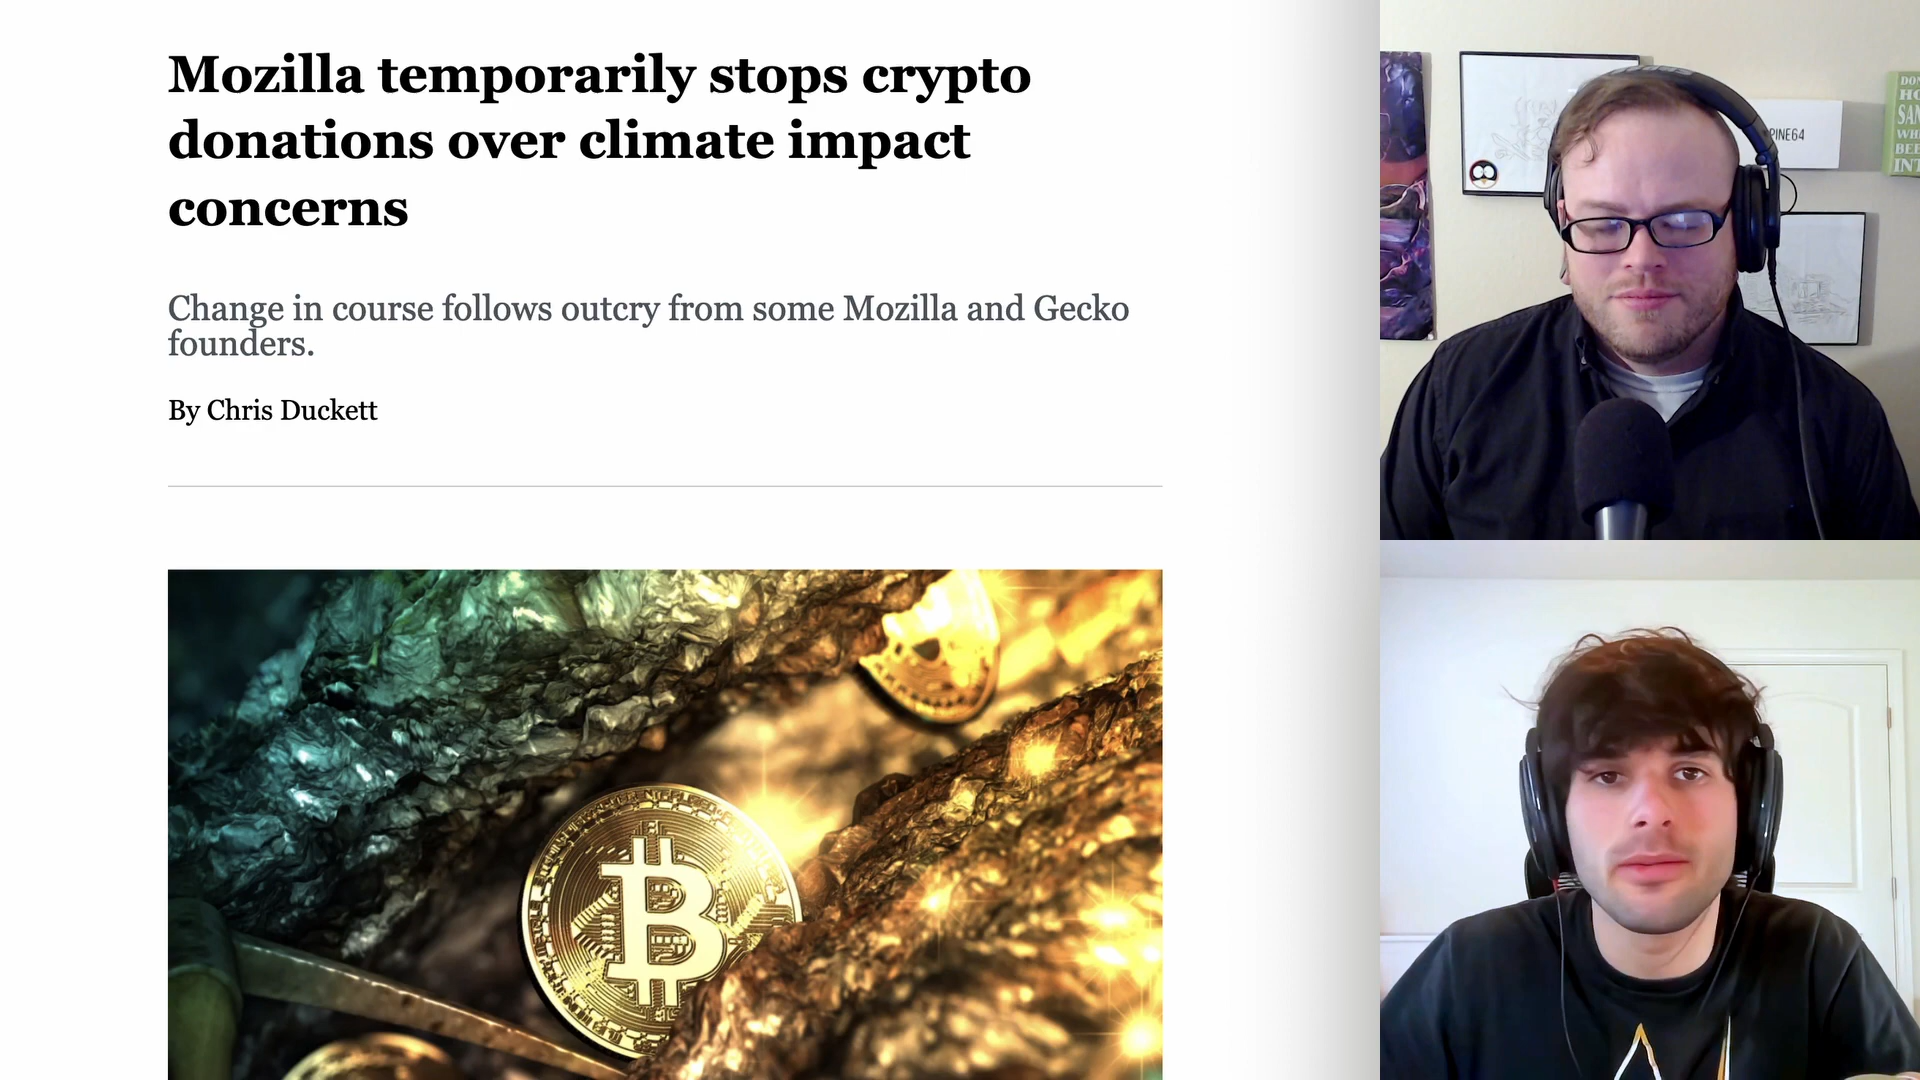 Mozilla temporarily stops crypto
donations over climate impact
concerns
Change in course follows outcry from some Mozilla and Gecko
founders.
By Chris Duckett
PINE64
B